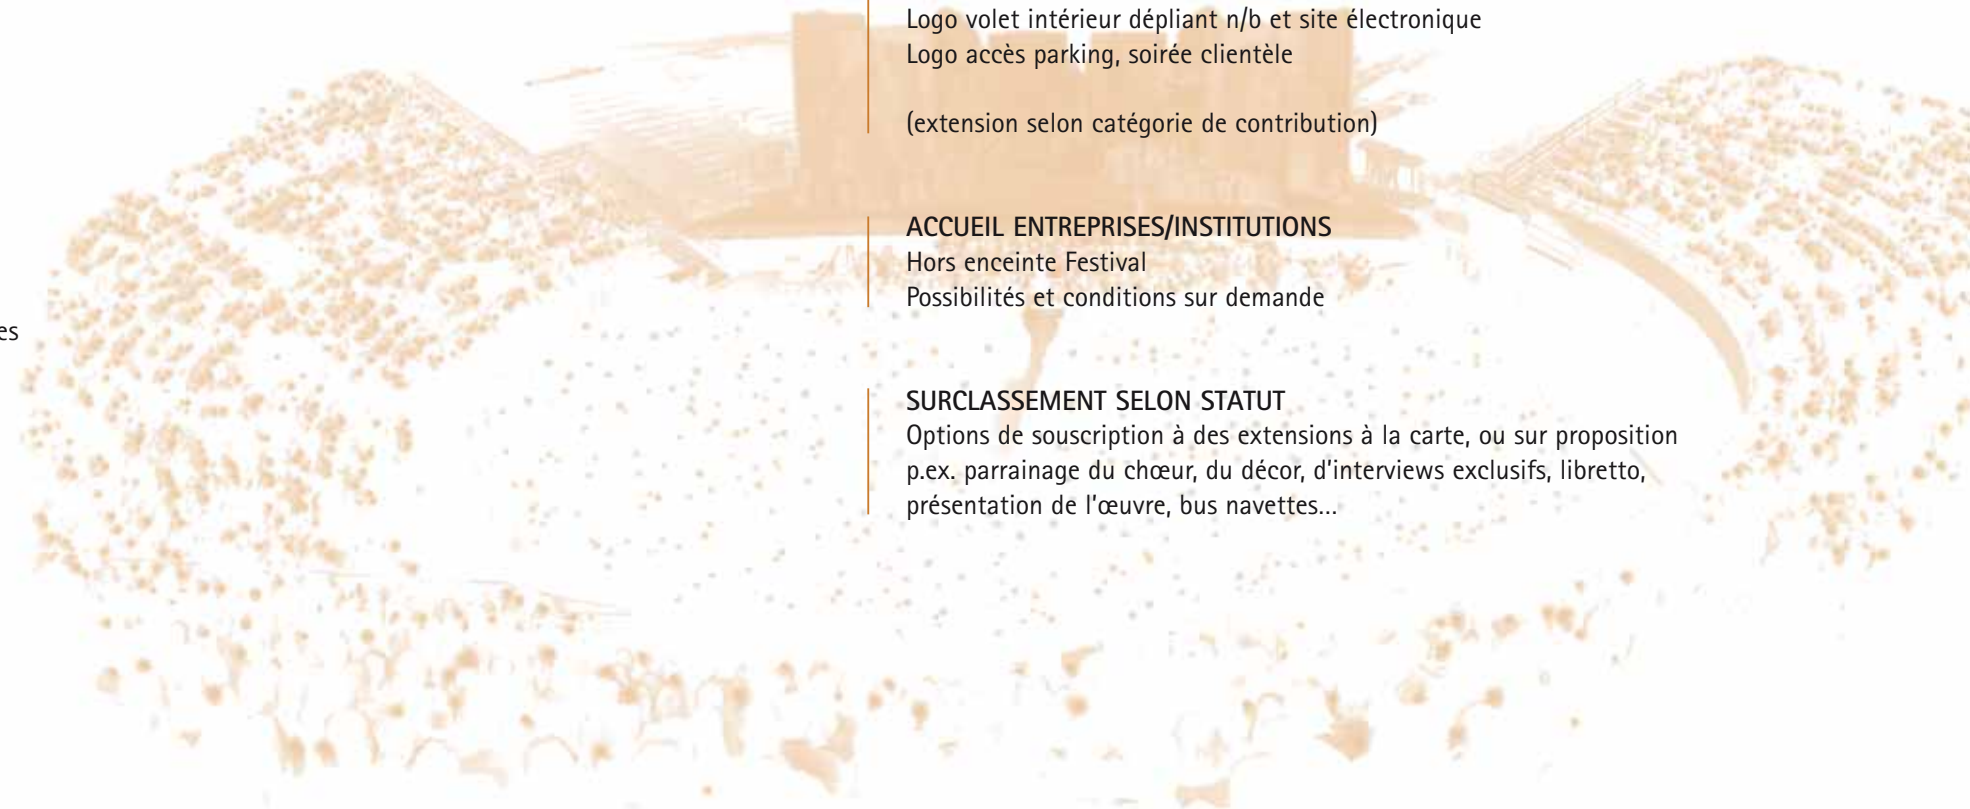 Logo volet intérieur dépliant n/b et site électronique
Logo accès parking, soirée clientèle
(extension selon catégorie de contribution)
ACCUEIL ENTREPRISES/INSTITUTIONS
Hors enceinte Festival
Possibilités et conditions sur demande
es
SURCLASSEMENT SELON STATUT
Options de souscription à des extensions à la carte, ou sur proposition
p.ex. parrainage du chœur, du décor, d'interviews exclusifs, libretto,
présentation de l'œuvre, bus navettes...